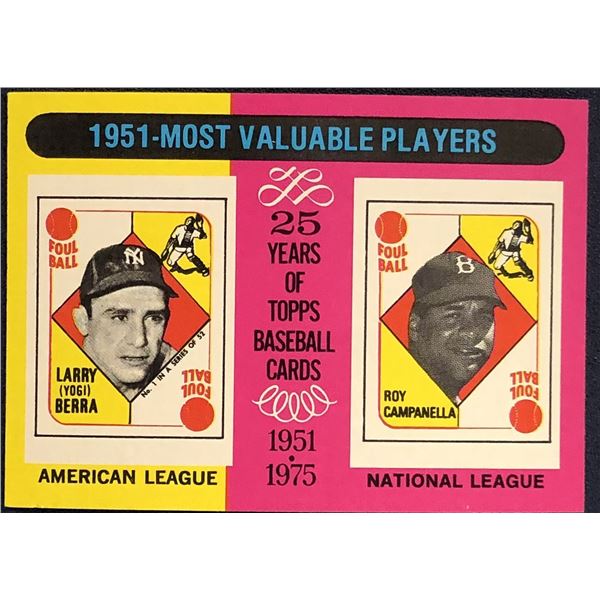 1951-MOST VALUABLE PLAYERS
FOUL
BALL
NY
LARRY
(YOGI)
BERRA
No. 1 IN A SERIES OF 52
FOUL
BALL
AMERICAN LEAGUE
25
YEARS
OF
TOPPS
BASEBALL
CARDS
1951
•
1975
FOUL
BALL
B
ROY
CAMPANELLA
FOUL
BALL
NATIONAL LEAGUE